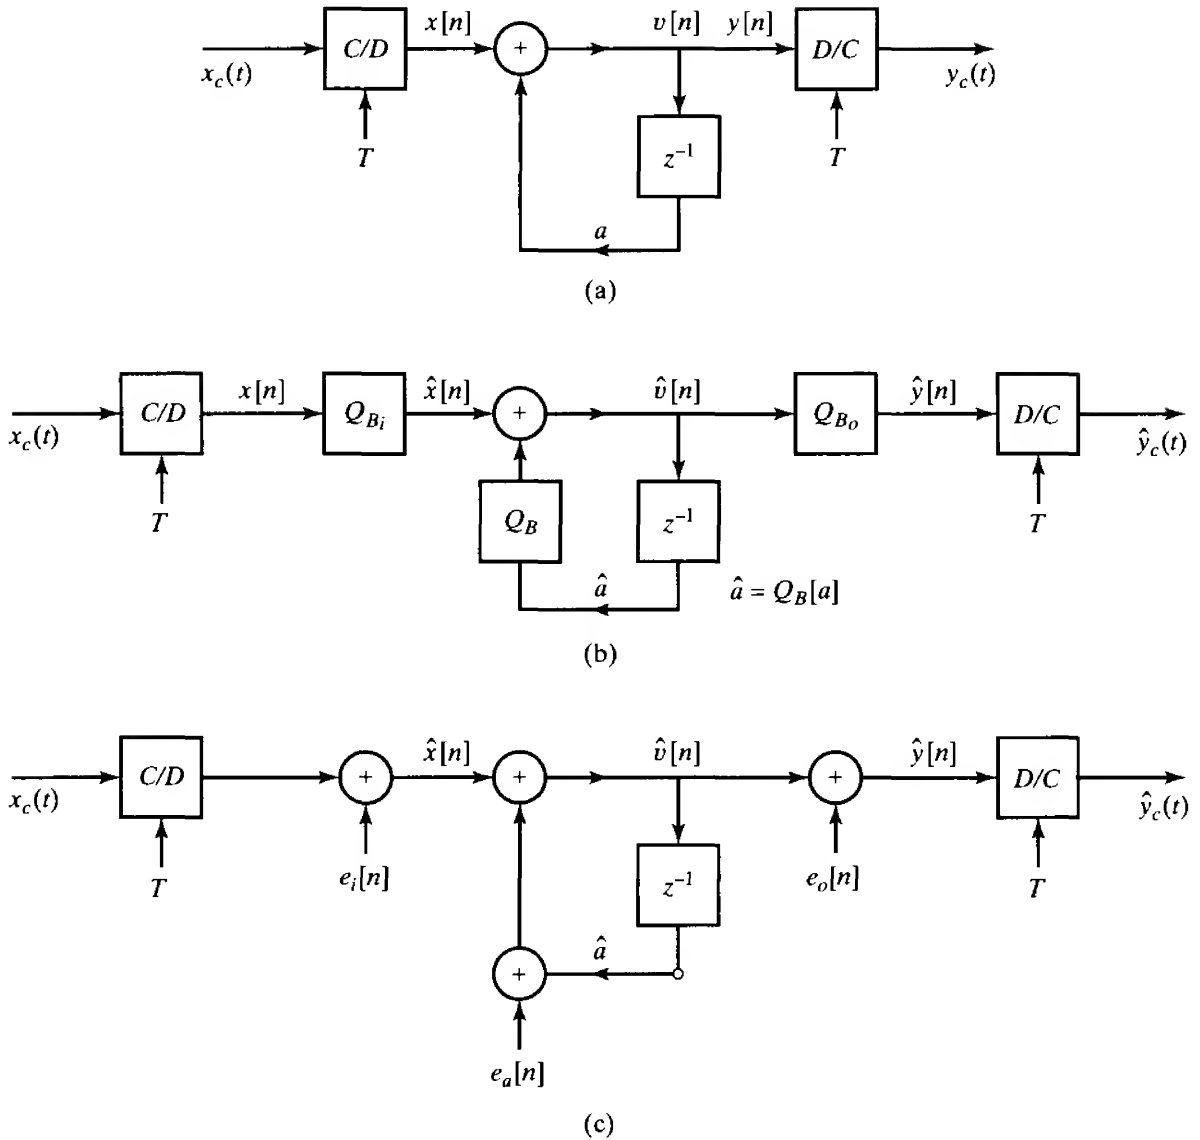 x[n] v[n] y[n]
C/D + D/C
x_c(t) y_c(t)
T z⁻¹ T
a
(a)
x[n] x̂[n] v̂[n] ŷ[n]
C/D Q_{B_i} + Q_{B_o} D/C
x_c(t) ŷ_c(t)
T Q_B z⁻¹ T
â â = Q_B[a]
(b)
x̂[n] v̂[n] ŷ[n]
C/D + + + D/C
x_c(t) ŷ_c(t)
T e_i[n] z⁻¹ e_o[n] T
â
+
e_a[n]
(c)